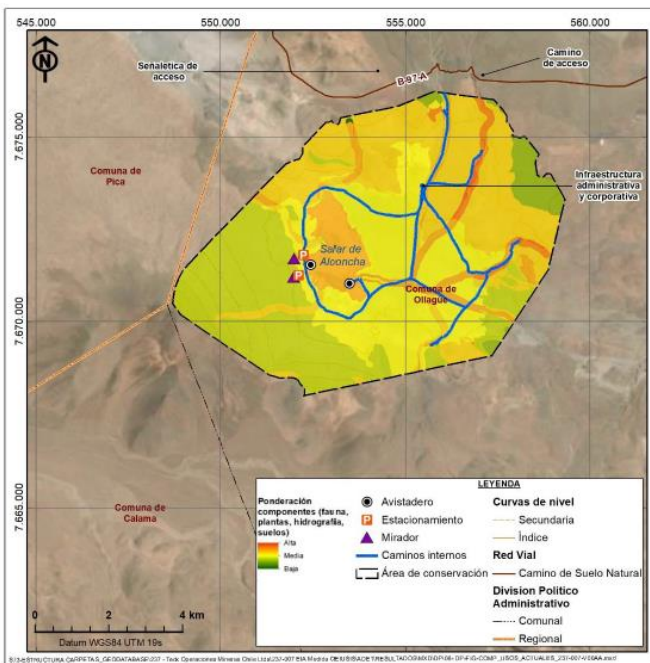 545.000
550.000
555.000
560.000
N
Señaletica de
acceso
Camino
de acceso
B-97-A
7.675.000
Comuna de
Pica
Infraestructura
administrativa
y corporativa
P
Salar de
Alconcha
P
Comuna de
Ollagüe
7.670.000
7.665.000
Comuna de
Calama
LEYENDA
Ponderación
componentes (fauna,
plantas, hidrografía,
suelos)
Alta
Media
Baja
Avistadero
P Estacionamiento
Mirador
Caminos internos
Área de conservación
Curvas de nivel
Secundaria
Índice
Red Vial
Camino de Suelo Natural
División Político
Administrativo
Comunal
Regional
0 2 4 km
Datum WGS84 UTM 19s